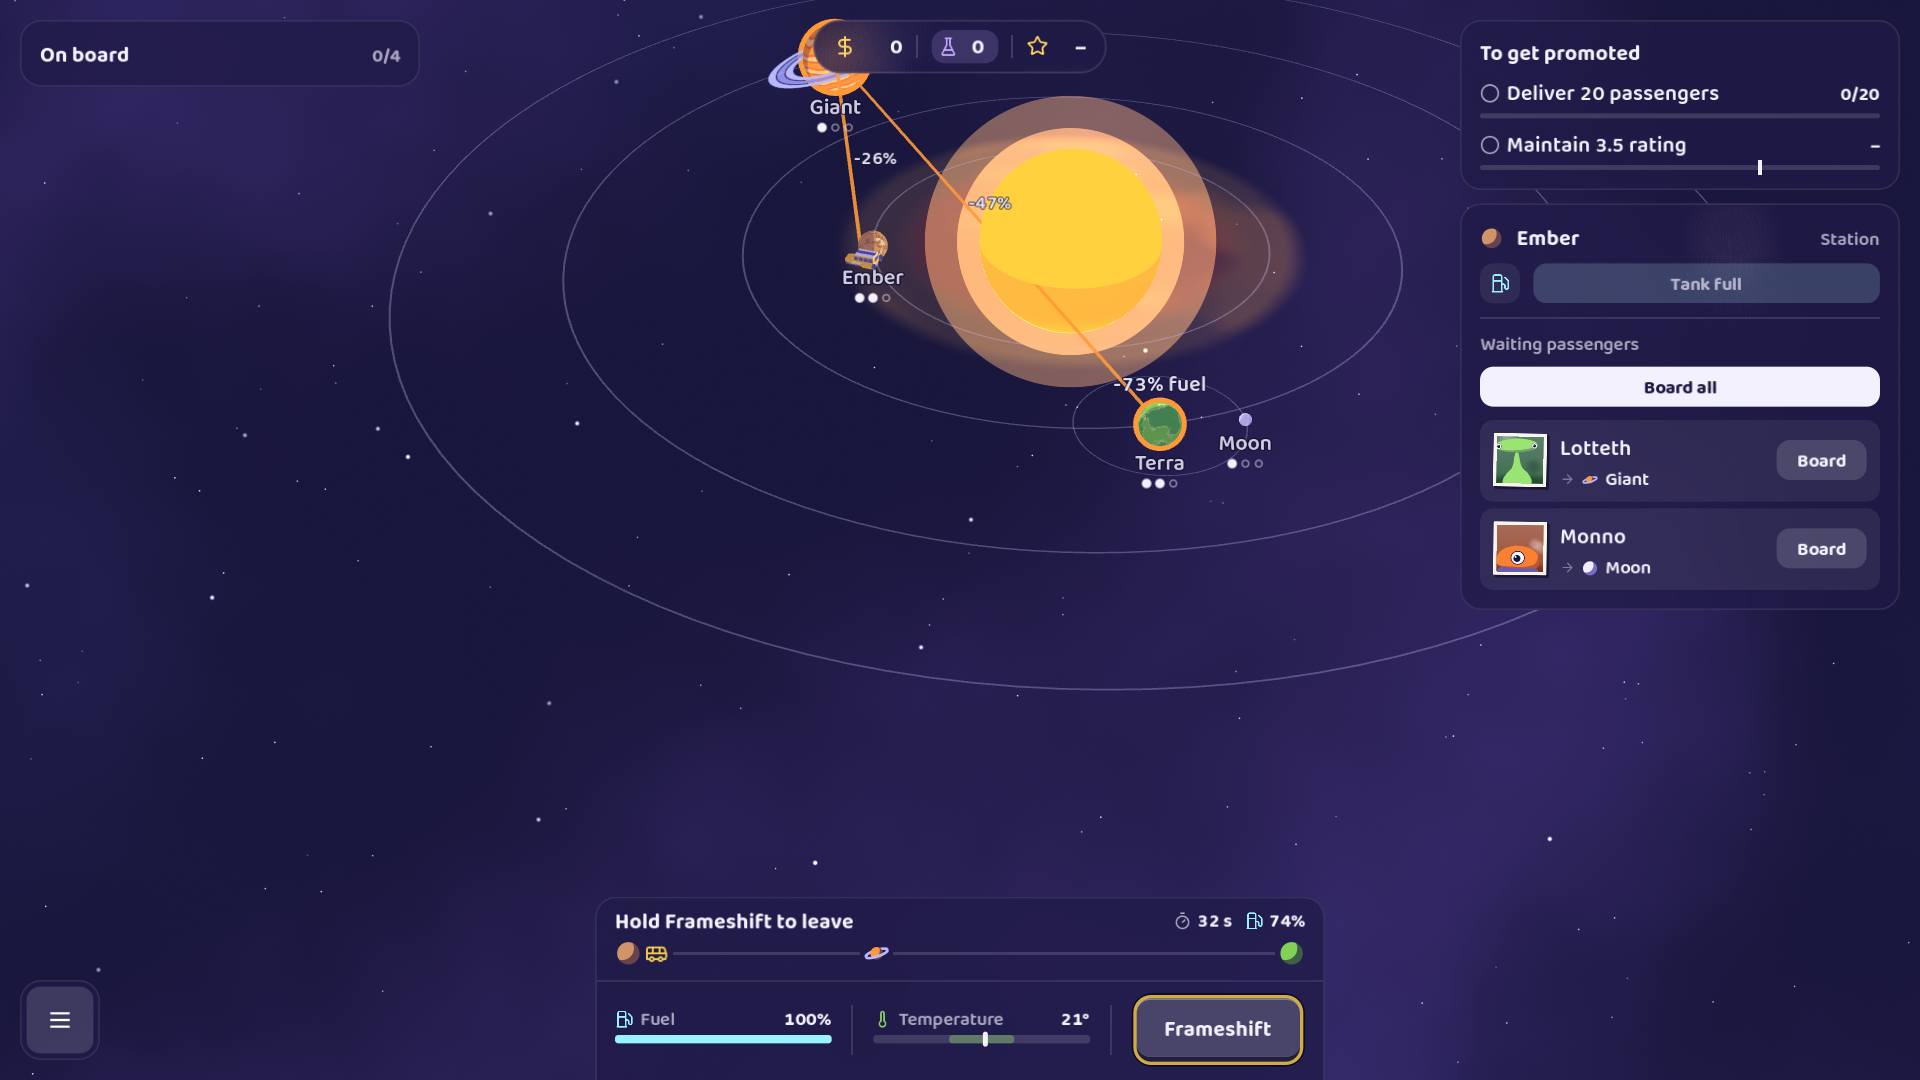 On board 0/4
$ 0 0 –
To get promoted
Deliver 20 passengers 0/20
Maintain 3.5 rating –
Giant
-26%
-47%
Ember
-73% fuel
Terra
Moon
Ember Station
Tank full
Waiting passengers
Board all
Lotteth
→ Giant
Board
Monno
→ Moon
Board
Hold Frameshift to leave 32 s 74%
Fuel 100%
Temperature 21°
Frameshift